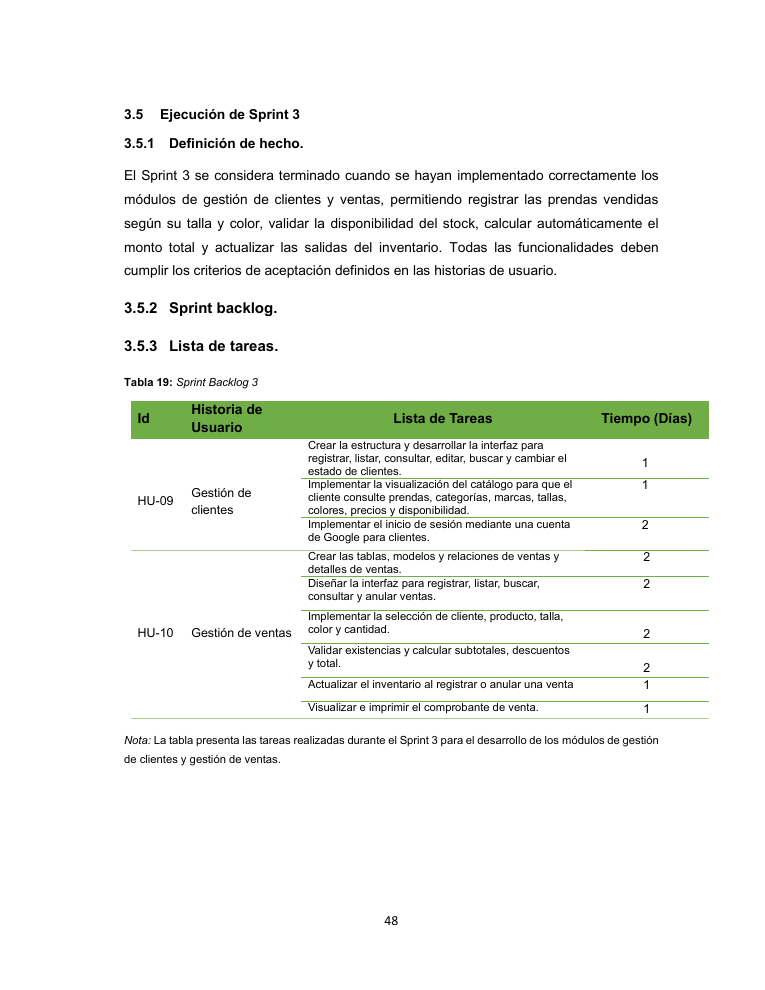 3.5 Ejecución de Sprint 3
3.5.1 Definición de hecho.
El Sprint 3 se considera terminado cuando se hayan implementado correctamente los
módulos de gestión de clientes y ventas, permitiendo registrar las prendas vendidas
según su talla y color, validar la disponibilidad del stock, calcular automáticamente el
monto total y actualizar las salidas del inventario. Todas las funcionalidades deben
cumplir los criterios de aceptación definidos en las historias de usuario.
3.5.2 Sprint backlog.
3.5.3 Lista de tareas.
Tabla 19: Sprint Backlog 3
Id
Historia de
Usuario
Lista de Tareas
Tiempo (Días)
HU-09
Gestión de
clientes
Crear la estructura y desarrollar la interfaz para
registrar, listar, consultar, editar, buscar y cambiar el
estado de clientes.
1
Implementar la visualización del catálogo para que el
cliente consulte prendas, categorías, marcas, tallas,
colores, precios y disponibilidad.
1
Implementar el inicio de sesión mediante una cuenta
de Google para clientes.
2
HU-10
Gestión de ventas
Crear las tablas, modelos y relaciones de ventas y
detalles de ventas.
2
Diseñar la interfaz para registrar, listar, buscar,
consultar y anular ventas.
2
Implementar la selección de cliente, producto, talla,
color y cantidad.
2
Validar existencias y calcular subtotales, descuentos
y total.
2
Actualizar el inventario al registrar o anular una venta
1
Visualizar e imprimir el comprobante de venta.
1
Nota: La tabla presenta las tareas realizadas durante el Sprint 3 para el desarrollo de los módulos de gestión
de clientes y gestión de ventas.
48